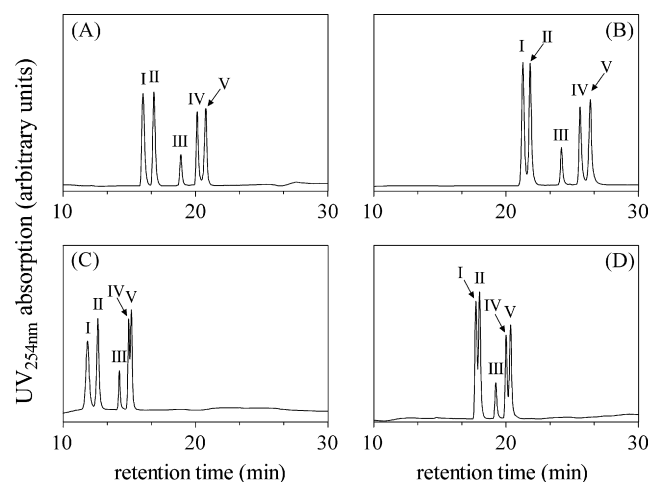 (A)
I II III IV V
10 20 30
(B)
I II III IV V
10 20 30
(C)
I II III IV V
10 20 30
(D)
I II III IV V
10 20 30
UV254nm absorption (arbitrary units)
retention time (min)
retention time (min)